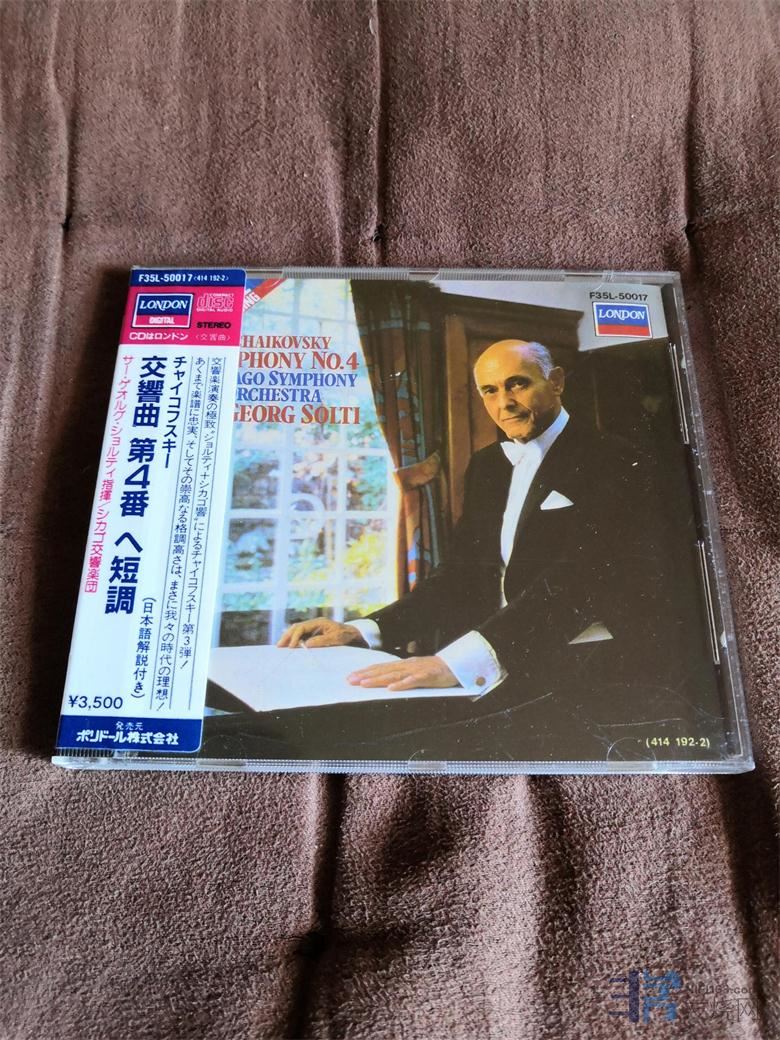 F35L-50017〈414 192-2〉
LONDON
DIGITAL
COMPACT
disc
DIGITAL AUDIO
STEREO
CDはロンドン
〈交響曲〉
チャイコフスキー
交響曲 第4番 ヘ短調
(日本語解説付き)
サー・ゲオルグ・ショルティ指揮/シカゴ交響楽団
交響楽演奏の極致“ショルティ+シカゴ響”によるチャイコフスキー第3弾!
あくまで楽譜に忠実、そしてその崇高なる格調高さは、まさに我々の時代の理想!
¥3,500
発売元
ポリドール株式会社
F35L-50017
LONDON
HAIKOVSKY
PHONY NO.4
AGO SYMPHONY
RCHESTRA
GEORG SOLTI
(414 192-2)